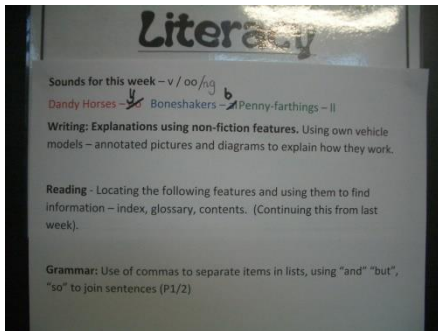 Literacy
Sounds for this week – v / oo /ng
y b
Dandy Horses – Boneshakers – Penny-farthings – ll
Writing: Explanations using non-fiction features. Using own vehicle
models – annotated pictures and diagrams to explain how they work.
Reading - Locating the following features and using them to find
information – index, glossary, contents. (Continuing this from last
week).
Grammar: Use of commas to separate items in lists, using "and" "but",
"so" to join sentences (P1/2)